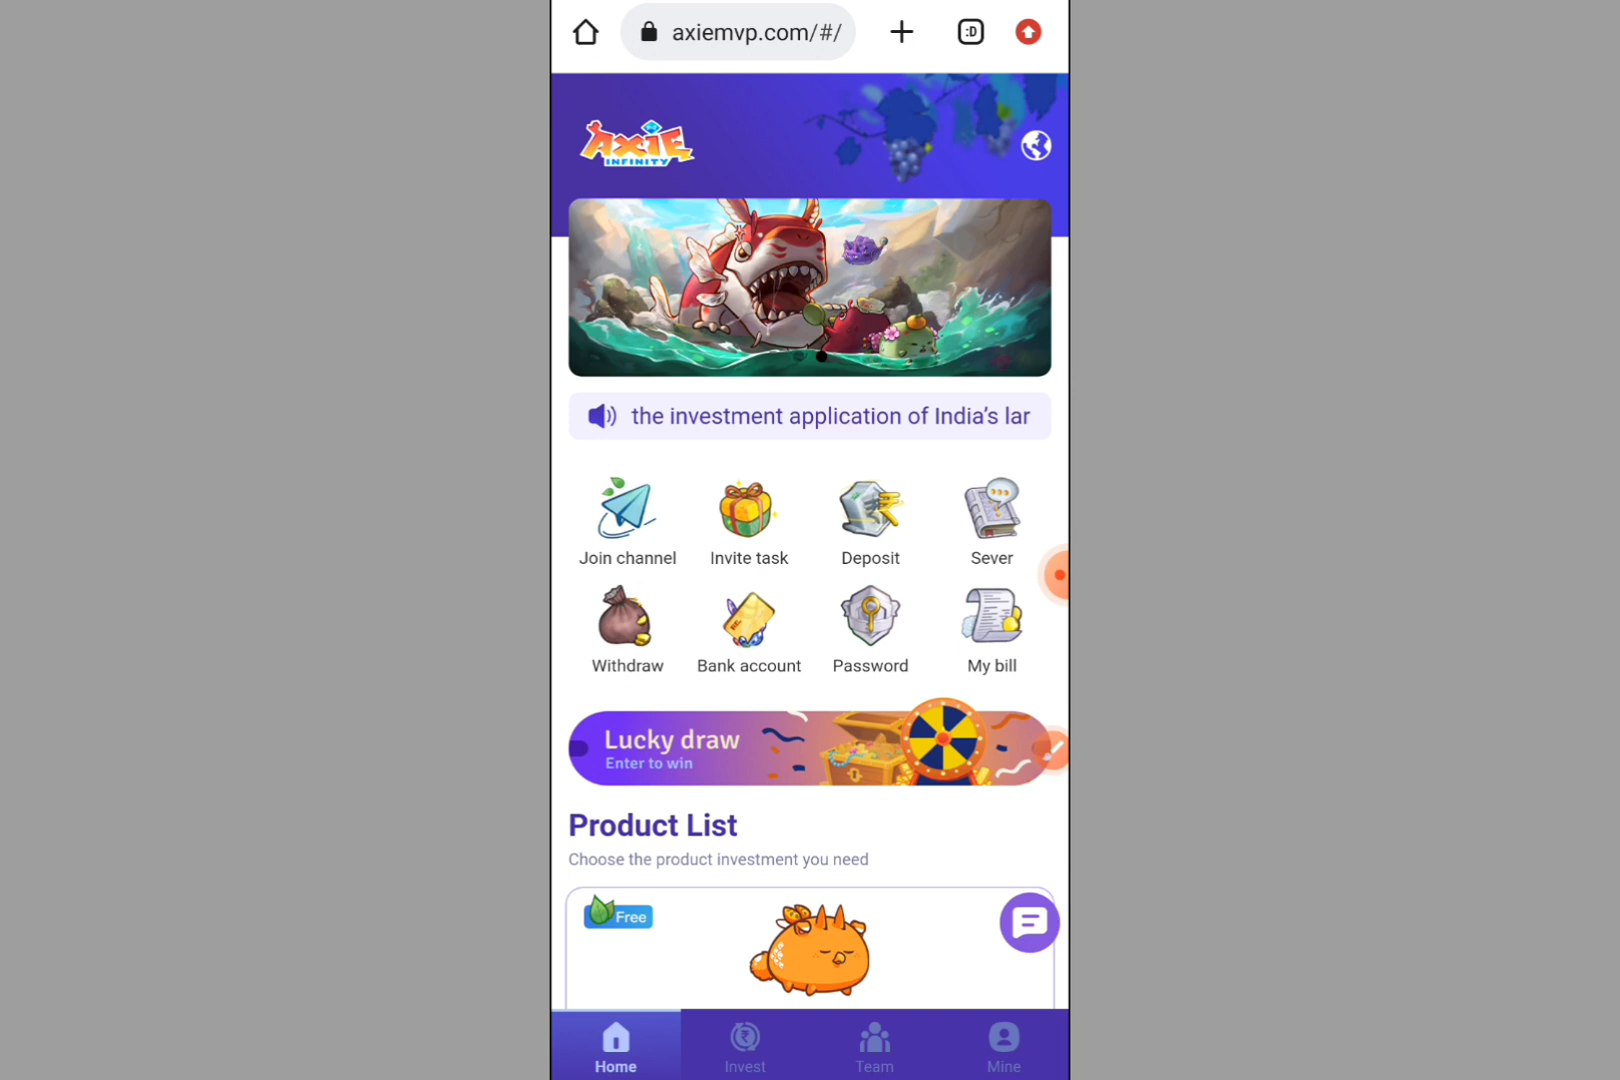 axiemvp.com/#/
:D
AXIE
INFINITY
the investment application of India’s lar
Join channel
Invite task
Deposit
Sever
Withdraw
Bank account
Password
My bill
Lucky draw
Enter to win
Product List
Choose the product investment you need
Free
Home
Invest
Team
Mine